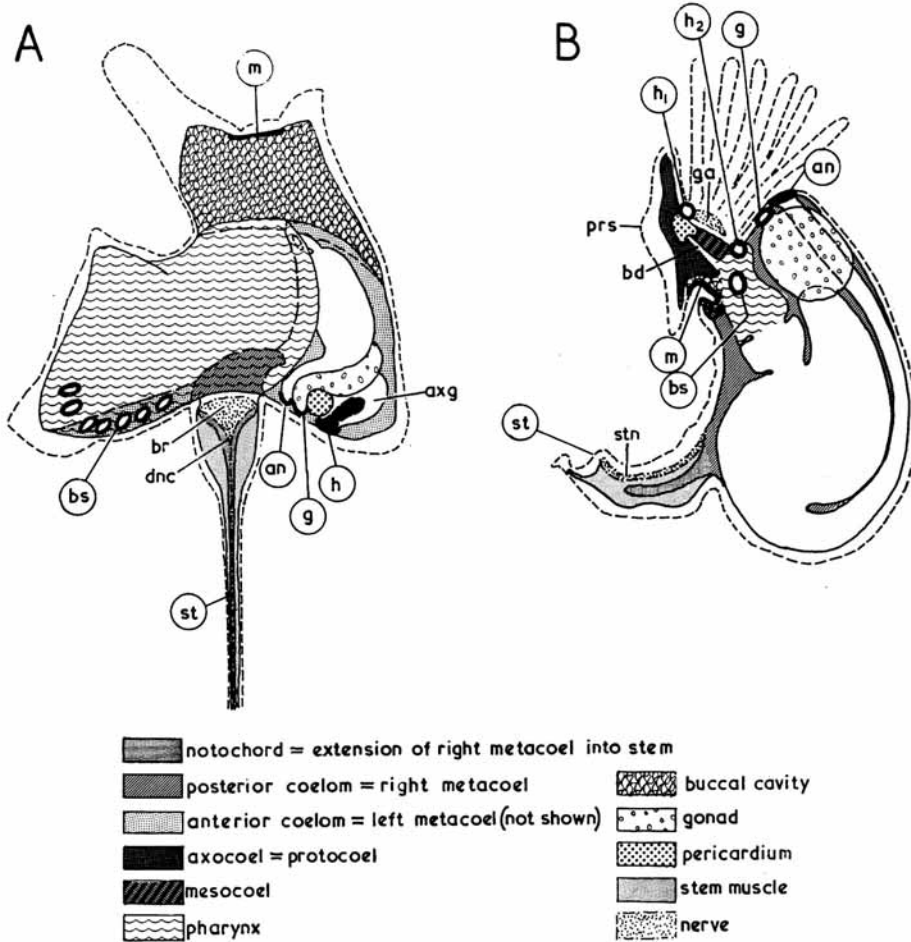 A
B
m
h₂
g
h₁
ga
an
prs
bd
m
bs
axg
br
an
dnc
bs
g
h
st
stn
st
notochord = extension of right metacoel into stem
posterior coelom = right metacoel
anterior coelom = left metacoel (not shown)
axocoel = protocoel
mesocoel
pharynx
buccal cavity
gonad
pericardium
stem muscle
nerve